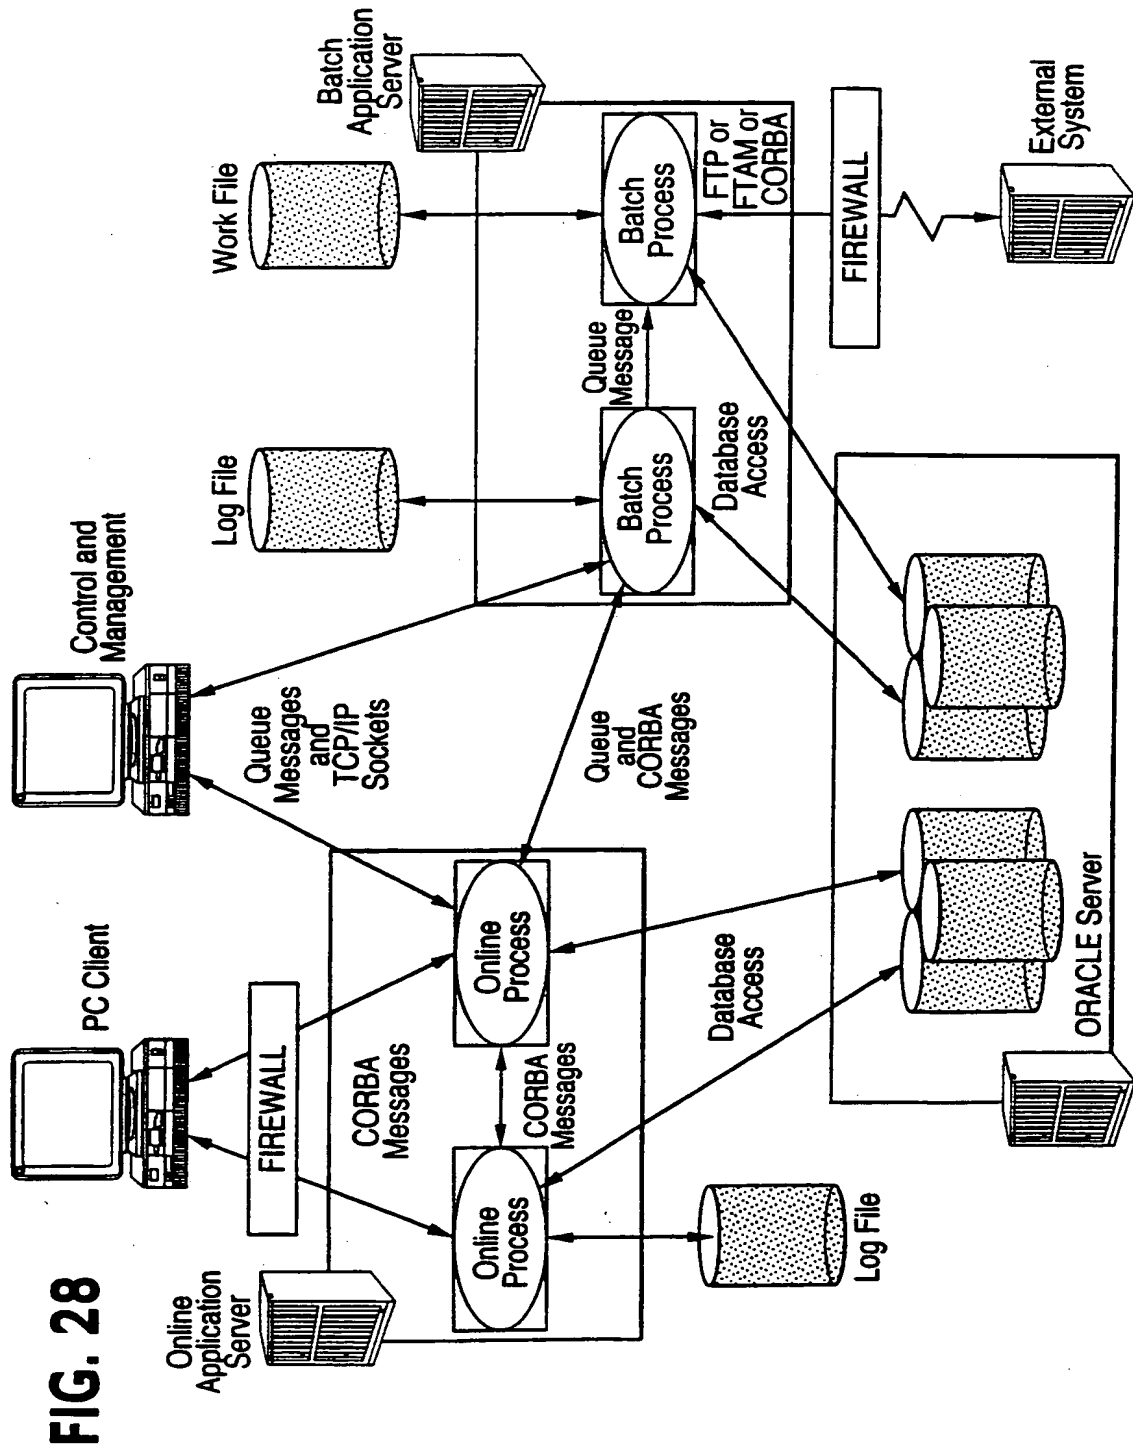 FIG. 28
PC Client
Control and
Management
Online
Application
Server
FIREWALL
CORBA
Messages
Queue
Messages
and
TCP/IP
Sockets
Log File
Work File
Batch
Application
Server
Online
Process
CORBA
Messages
Online
Process
Queue
and
CORBA
Messages
Batch
Process
Queue
Message
Batch
Process
Log File
Database
Access
Database
Access
FTP or
FTAM or
CORBA
FIREWALL
ORACLE Server
External
System